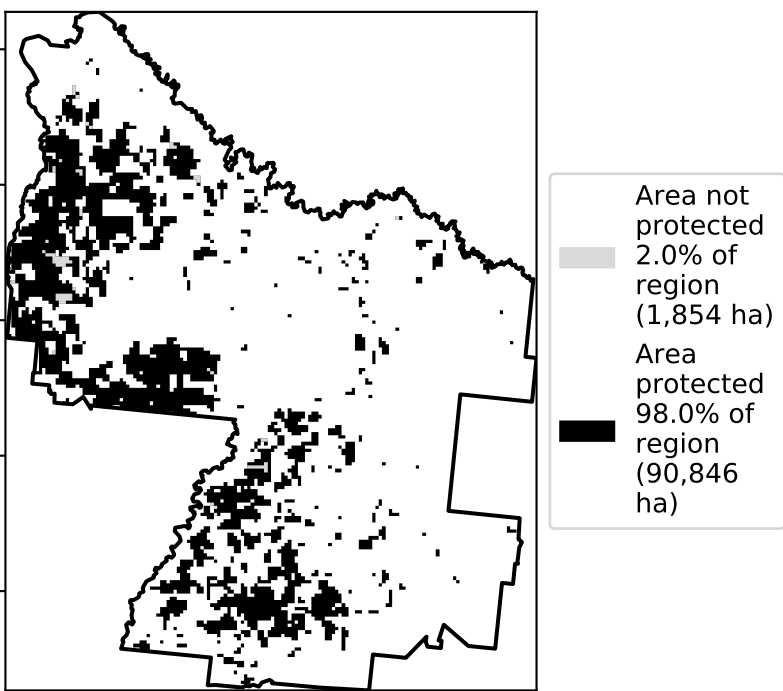 Area not
protected
2.0% of
region
(1,854 ha)
Area
protected
98.0% of
region
(90,846
ha)